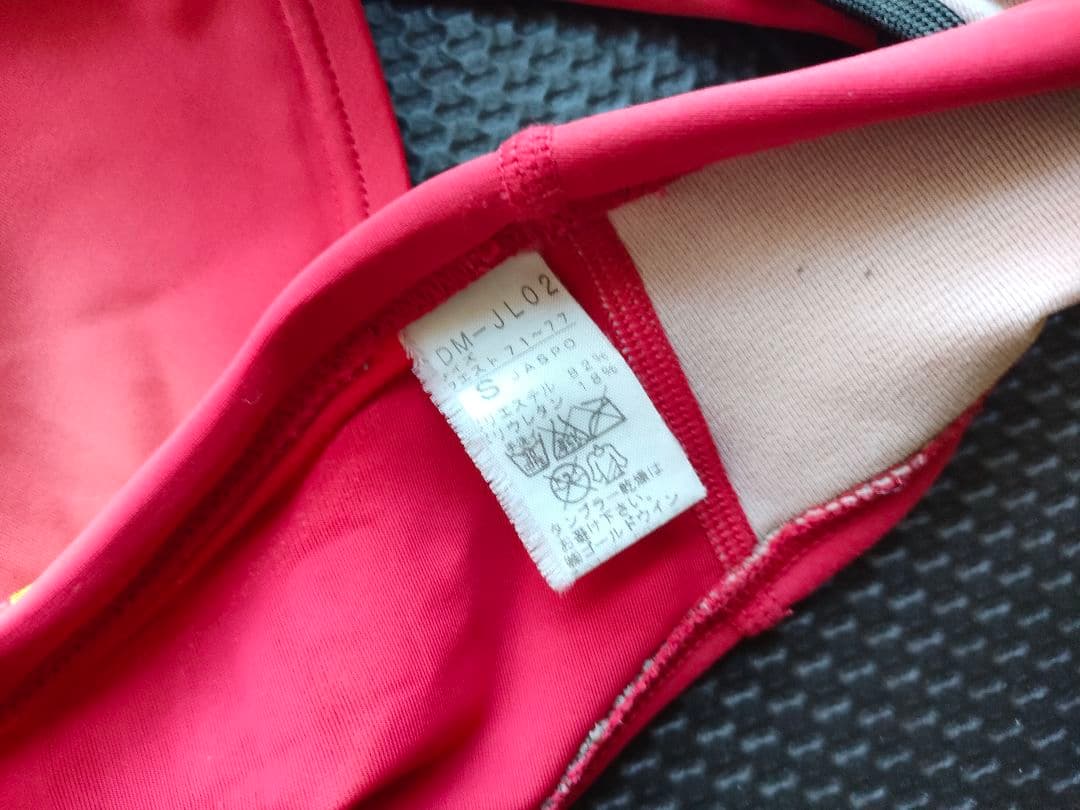 DM-JL02
サイズ
ウエスト 71~77
S JASPO
ポリエステル 82%
ポリウレタン 18%
タンブラー乾燥は
お避け下さい。
㈱ゴールドウイン